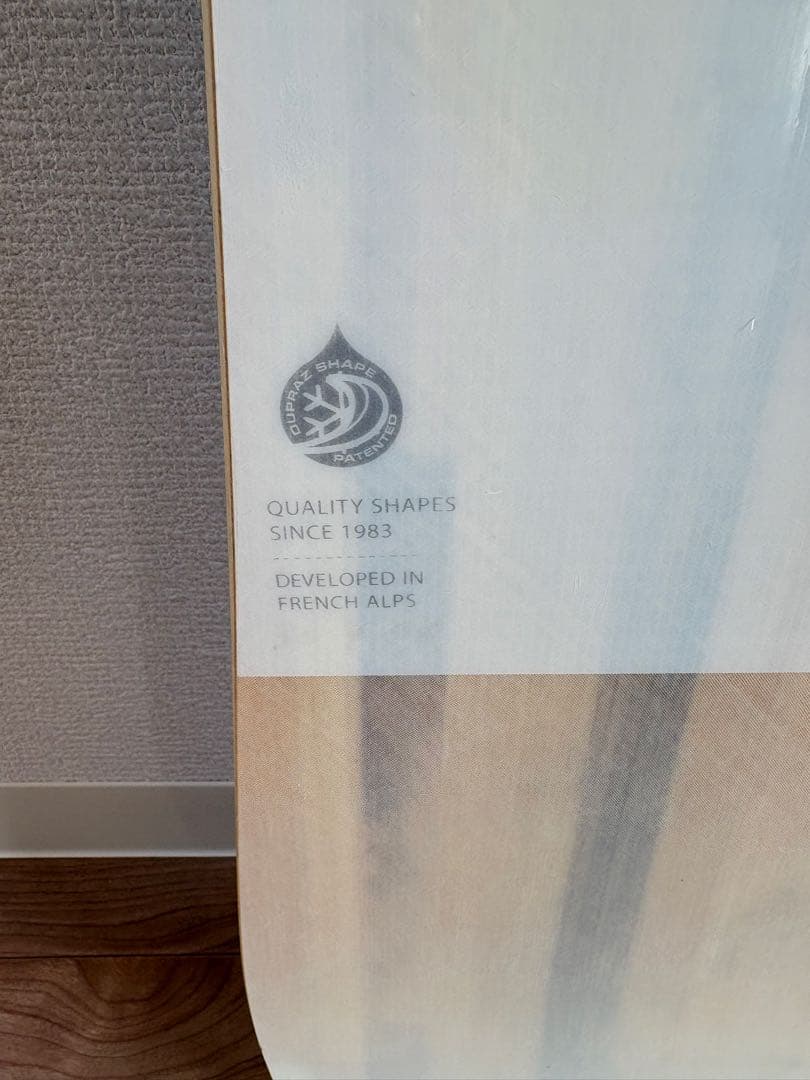 DUPRAZ SHAPE
PATENTED
QUALITY SHAPES
SINCE 1983
DEVELOPED IN
FRENCH ALPS